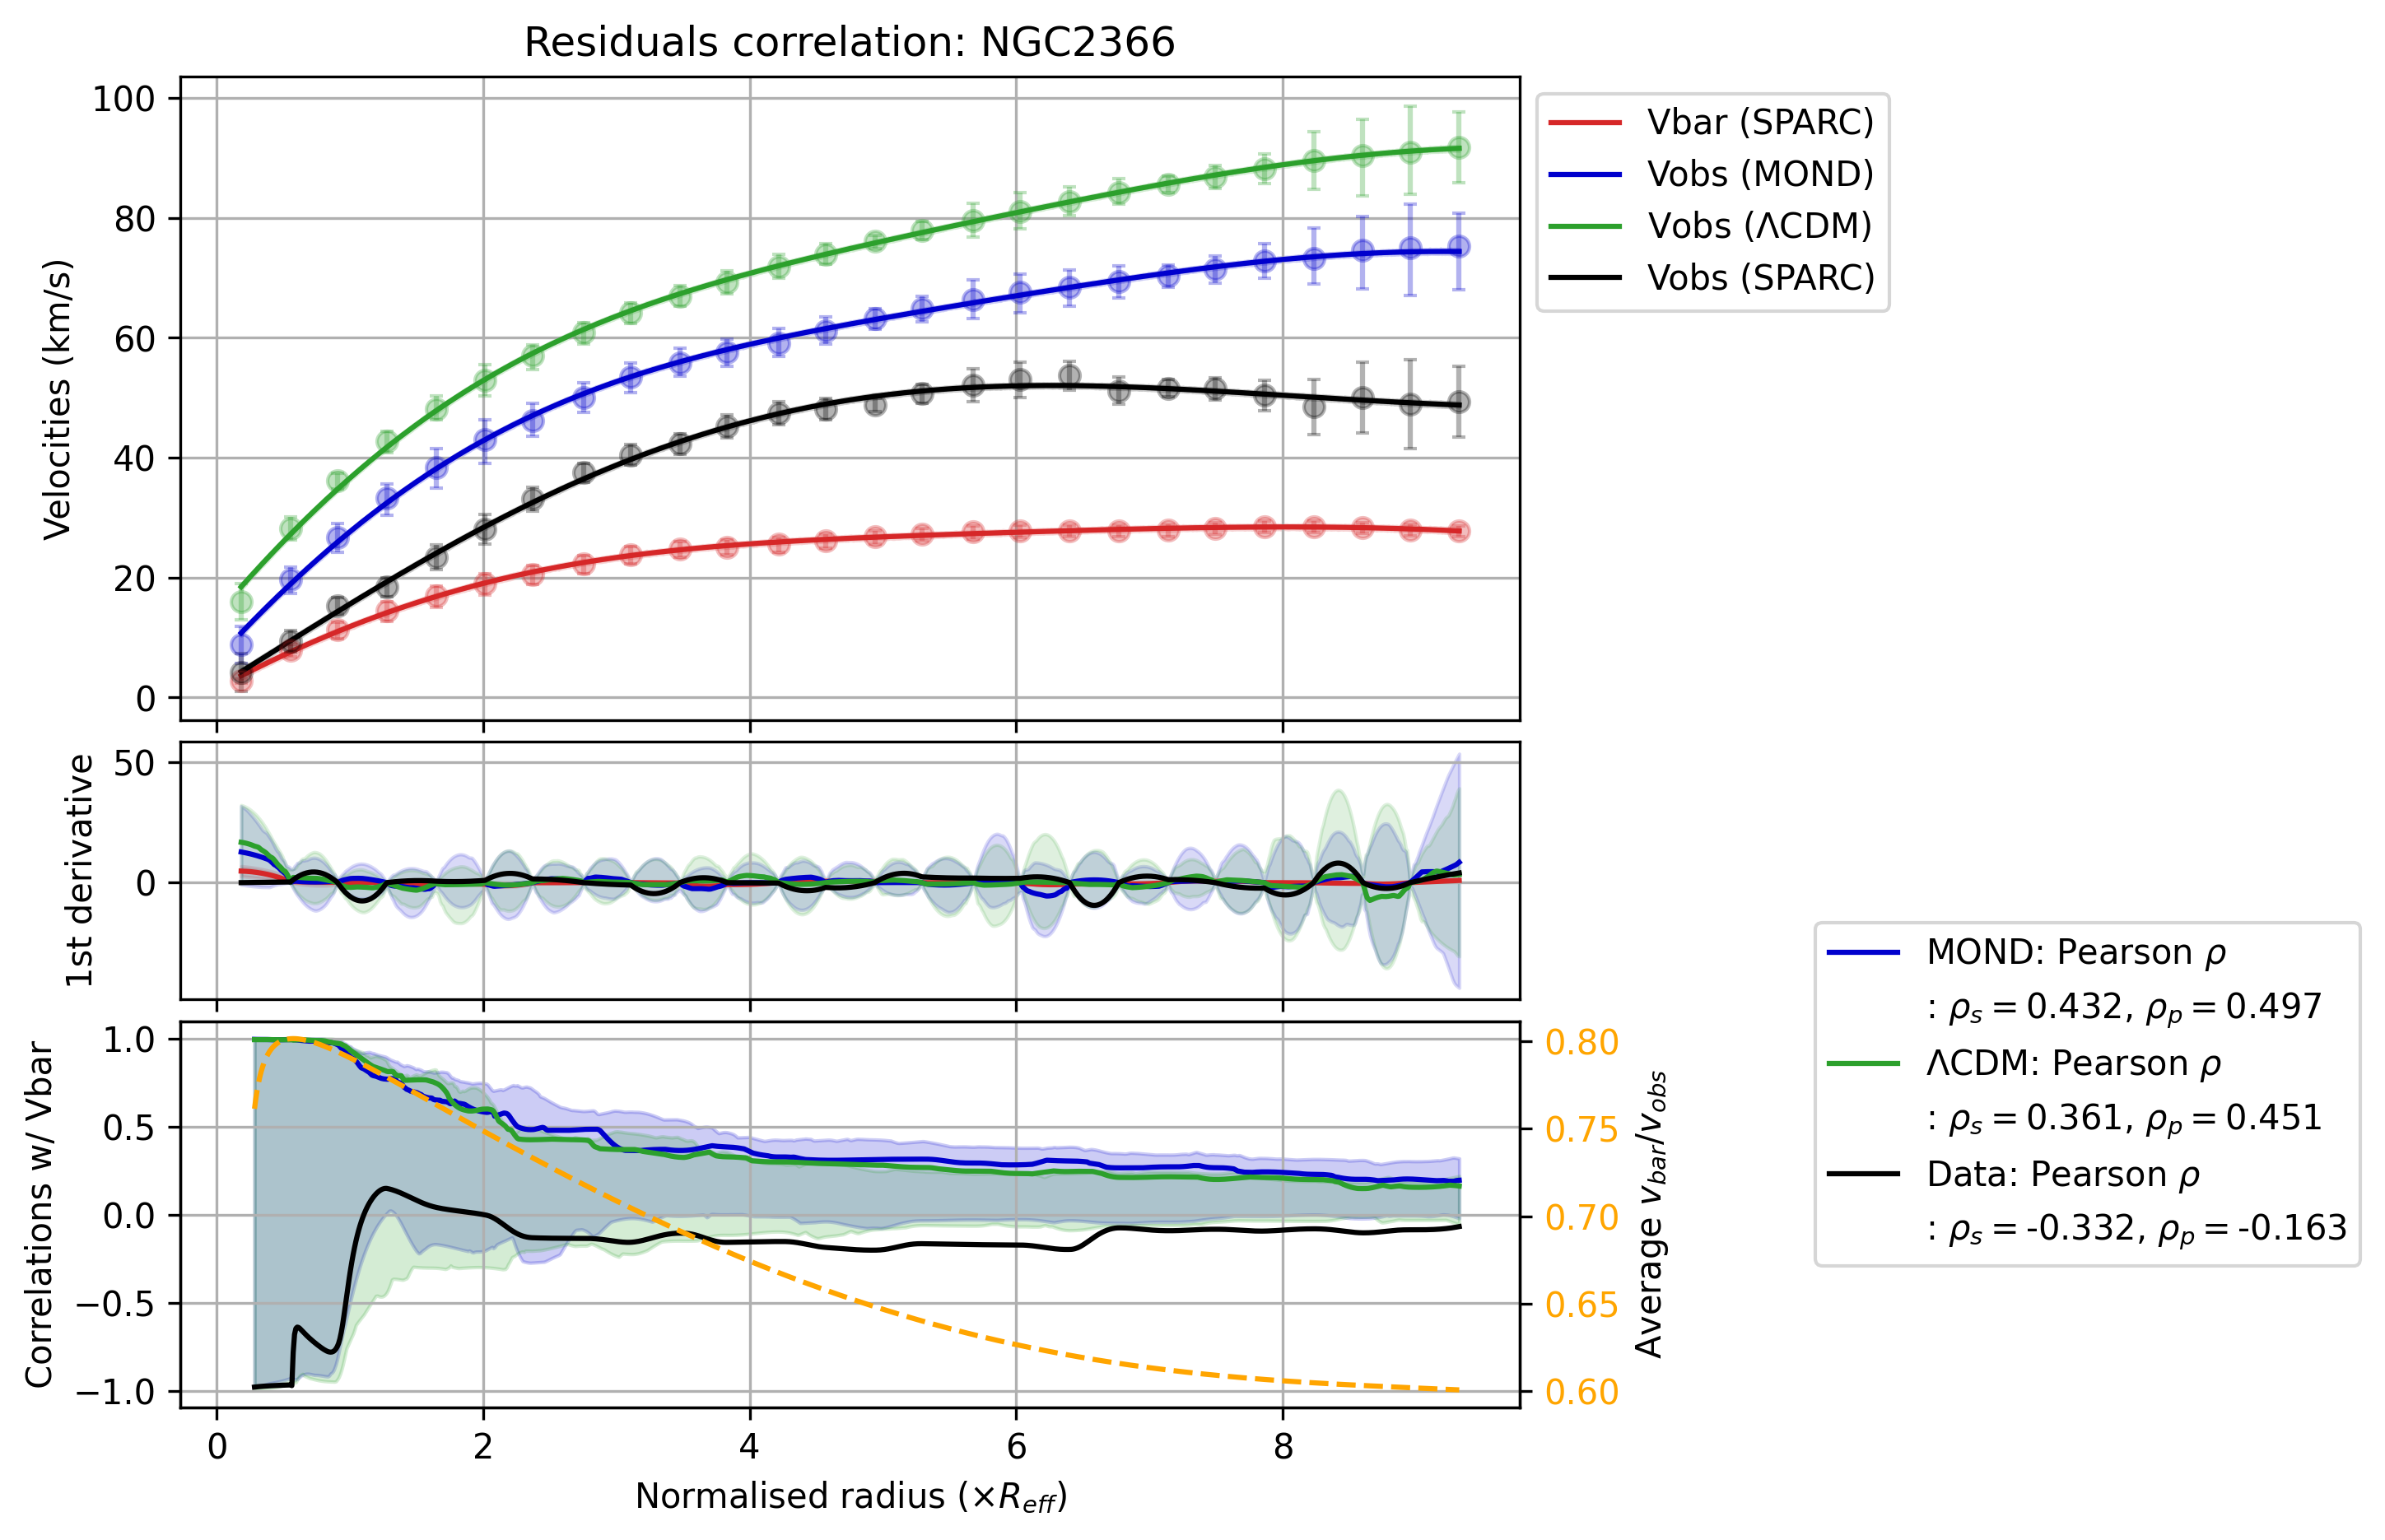 Residuals correlation: NGC2366
Velocities (km/s)
100
80
60
40
20
0
Vbar (SPARC)
Vobs (MOND)
Vobs (ΛCDM)
Vobs (SPARC)
1st derivative
50
0
Correlations w/ Vbar
1.0
0.5
0.0
−0.5
−1.0
0.80
0.75
0.70
0.65
0.60
Average v_bar/v_obs
MOND: Pearson ρ
: ρ_s = 0.432, ρ_p = 0.497
ΛCDM: Pearson ρ
: ρ_s = 0.361, ρ_p = 0.451
Data: Pearson ρ
: ρ_s = -0.332, ρ_p = -0.163
0 2 4 6 8
Normalised radius (×R_eff)